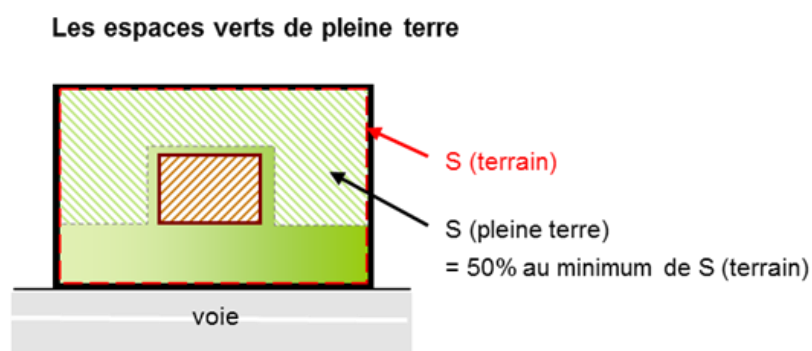 Les espaces verts de pleine terre
S (terrain)
S (pleine terre)
= 50% au minimum de S (terrain)
voie